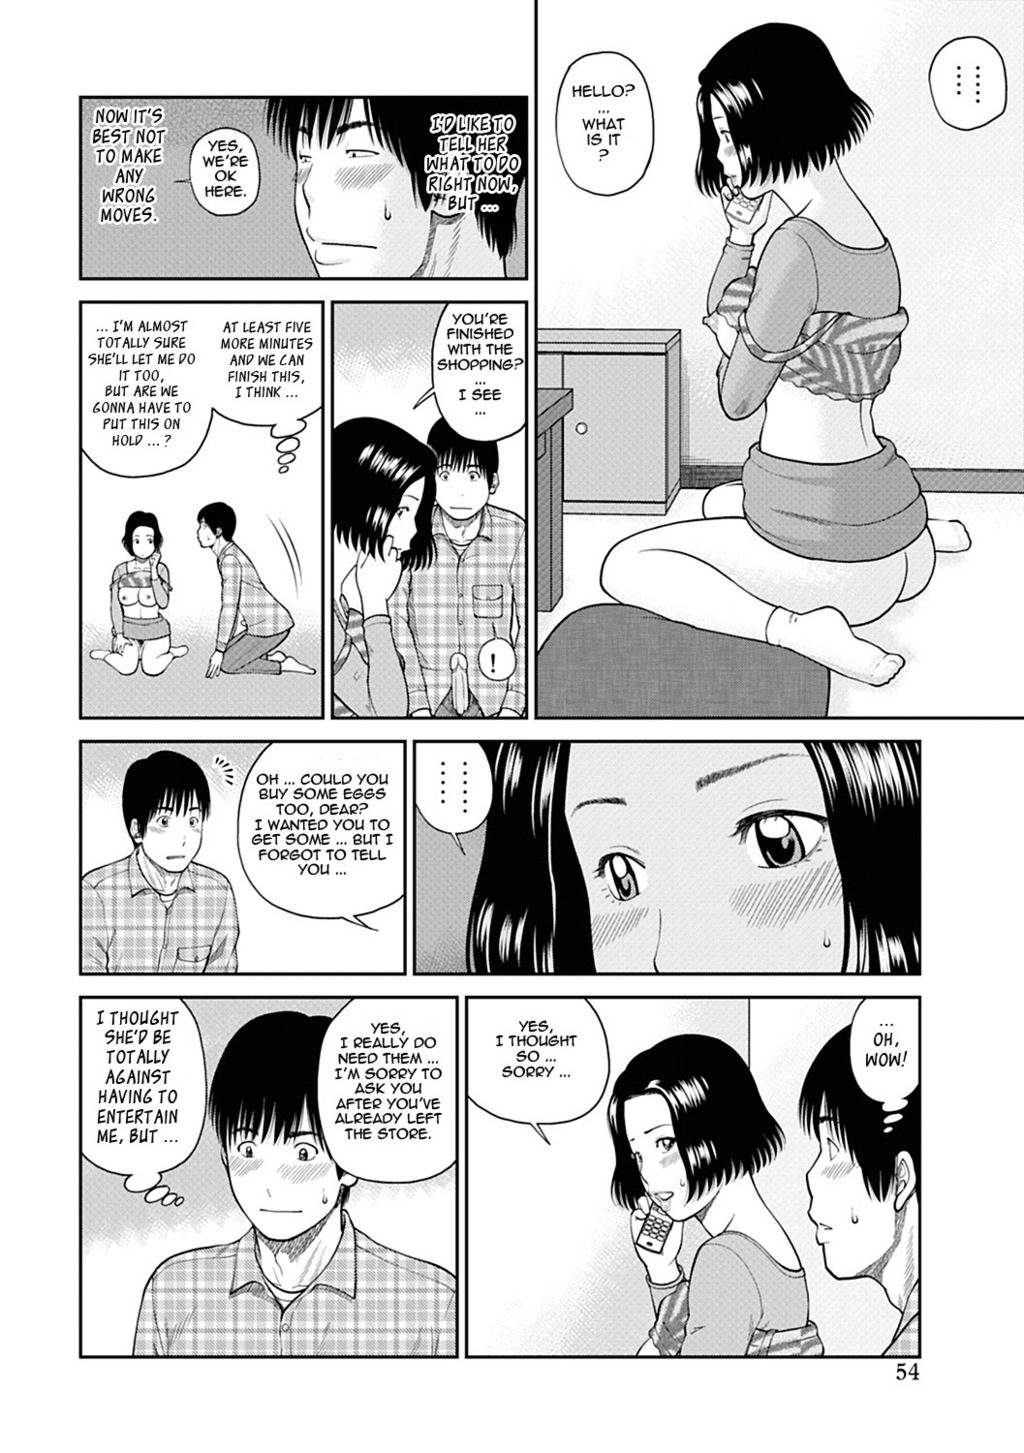 ......
HELLO?
...
WHAT
IS IT
?
I'D LIKE TO
TELL HER
WHAT TO DO
RIGHT NOW,
BUT ...
YES,
WE'RE
OK
HERE.
NOW IT'S
BEST NOT
TO MAKE
ANY
WRONG
MOVES.
YOU'RE
FINISHED
WITH THE
SHOPPING?
...
I SEE
...
!
AT LEAST FIVE
MORE MINUTES
AND WE CAN
FINISH THIS,
I THINK ...
... I'M ALMOST
TOTALLY SURE
SHE'LL LET ME DO
IT TOO,
BUT ARE WE
GONNA HAVE TO
PUT THIS ON
HOLD ... ?
......
OH ... COULD YOU
BUY SOME EGGS
TOO, DEAR?
I WANTED YOU TO
GET SOME ... BUT I
FORGOT TO TELL
YOU ...
...
OH,
WOW!
YES,
I THOUGHT
SO ...
SORRY ...
YES,
I REALLY DO
NEED THEM ...
I'M SORRY TO
ASK YOU
AFTER YOU'VE
ALREADY LEFT
THE STORE.
I THOUGHT
SHE'D BE
TOTALLY
AGAINST
HAVING TO
ENTERTAIN
ME, BUT ...
54